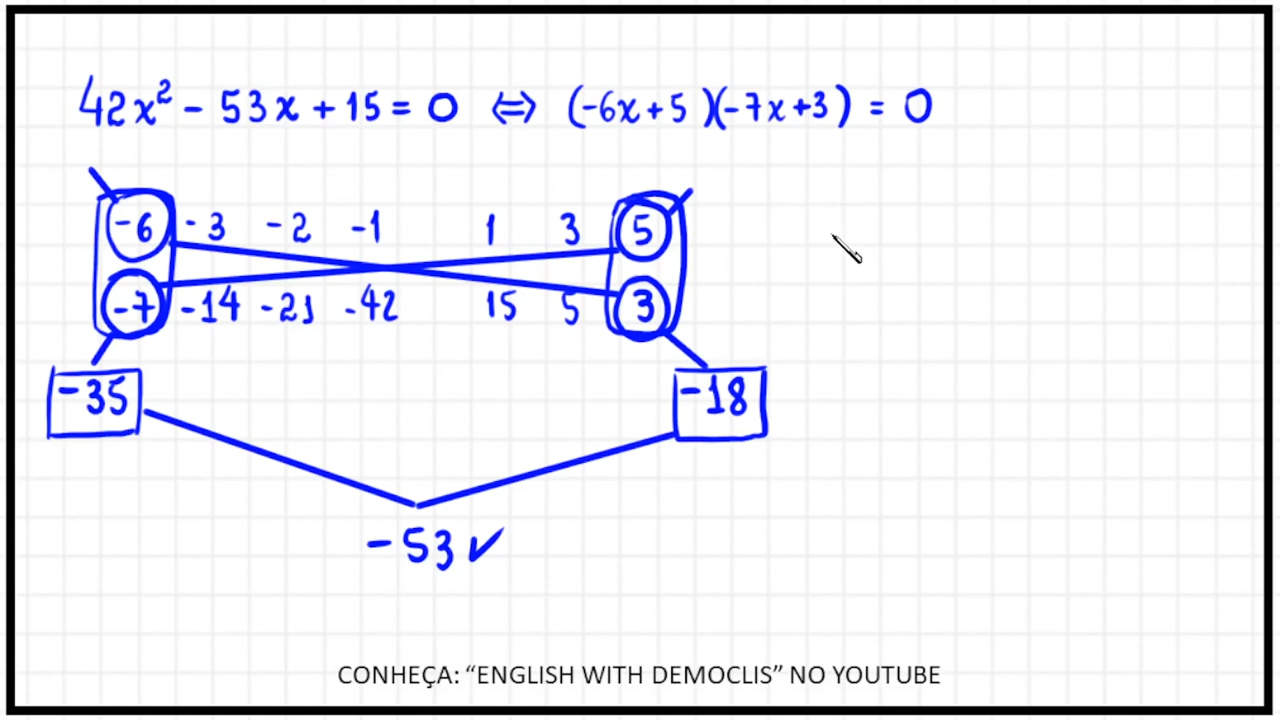 42x² - 53x + 15 = 0 ⇔ (-6x+5)(-7x+3) = 0
-6 -3 -2 -1 1 3 5
-7 -14 -21 -42 15 5 3
-35 -18
-53 ✓
CONHEÇA: “ENGLISH WITH DEMOCLIS” NO YOUTUBE